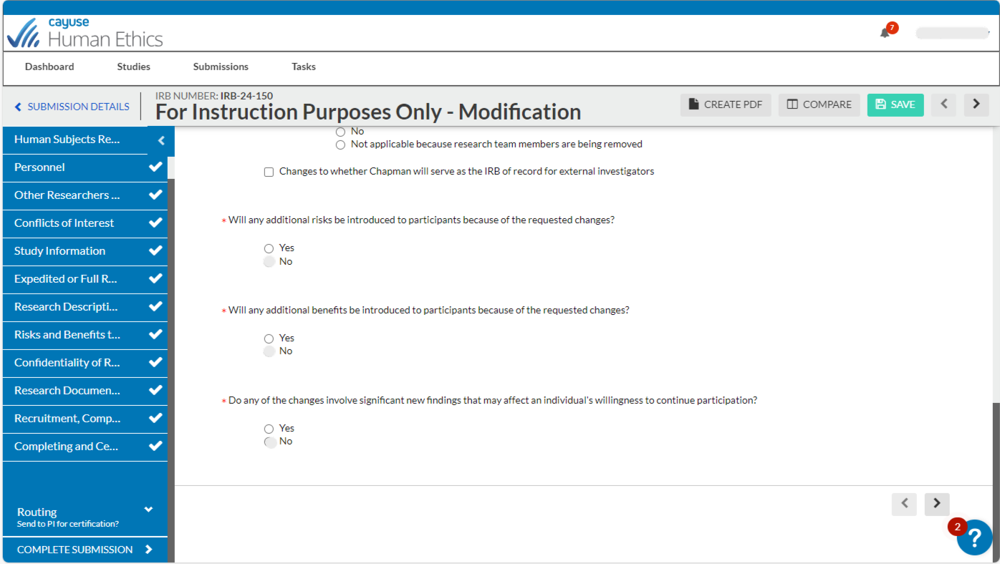 cayuse
Human Ethics
7
Dashboard Studies Submissions Tasks
SUBMISSION DETAILS
IRB NUMBER: IRB-24-150
For Instruction Purposes Only - Modification
CREATE PDF
COMPARE
SAVE
Human Subjects Re...
Personnel
Other Researchers ...
Conflicts of Interest
Study Information
Expedited or Full R...
Research Descripti...
Risks and Benefits t...
Confidentiality of R...
Research Documen...
Recruitment, Comp...
Completing and Ce...
Routing
Send to PI for certification?
COMPLETE SUBMISSION
No
Not applicable because research team members are being removed
Changes to whether Chapman will serve as the IRB of record for external investigators
* Will any additional risks be introduced to participants because of the requested changes?
Yes
No
* Will any additional benefits be introduced to participants because of the requested changes?
Yes
No
* Do any of the changes involve significant new findings that may affect an individual's willingness to continue participation?
Yes
No
2
?